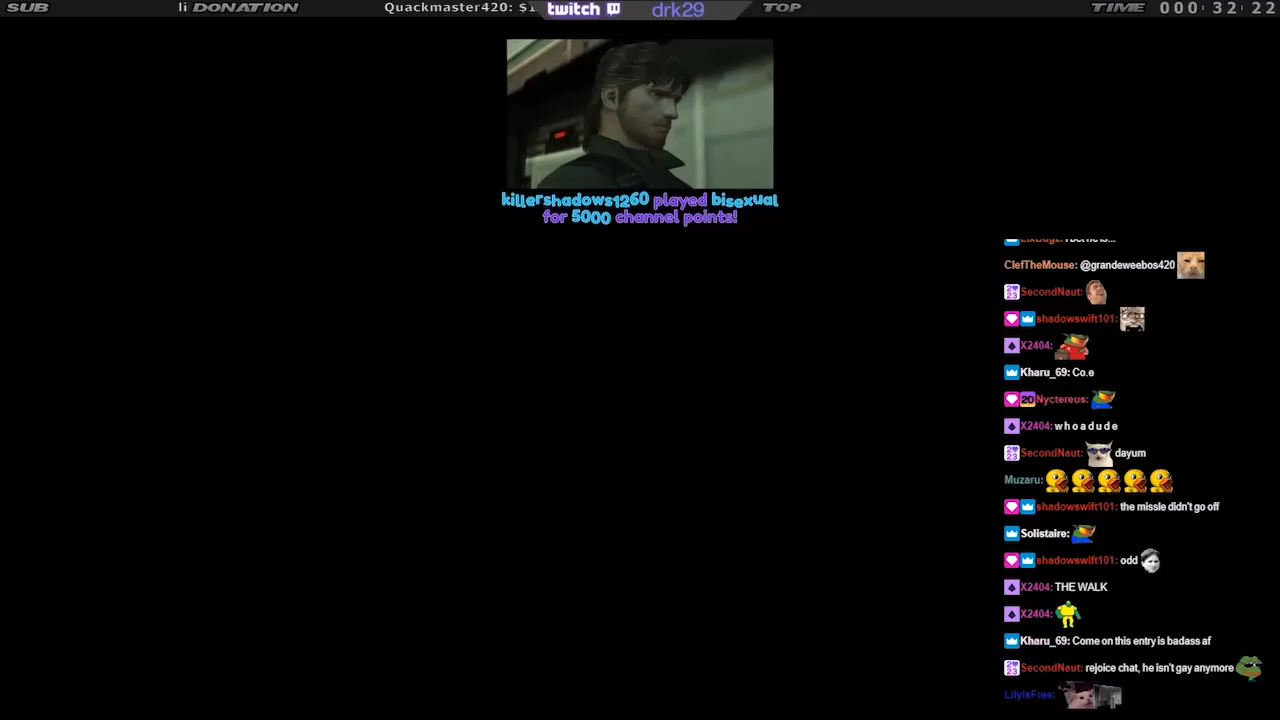 SUB
li DONATION
Quackmaster420: $1
twitch
drk29
TOP
TIME 000:32:22
killershadows1260 played bisexual
for 5000 channel points!
ClefTheMouse: @grandeweebos420
SecondNaut:
shadowswift101:
X2404:
Kharu_69: Co.e
20 Nyctereus:
X2404: w h o a d u d e
SecondNaut: dayum
Muzaru:
shadowswift101: the missle didn't go off
Solistaire:
shadowswift101: odd
X2404: THE WALK
X2404:
Kharu_69: Come on this entry is badass af
SecondNaut: rejoice chat, he isn't gay anymore
LilyIsFree: